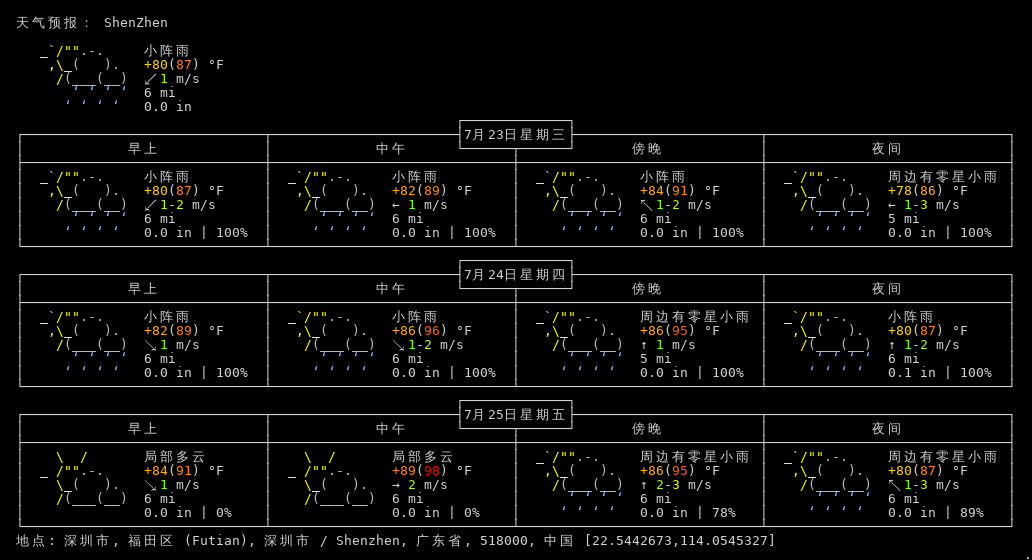 天气预报： ShenZhen
小阵雨
+80(87) °F
↙ 1 m/s
6 mi
0.0 in
7月23日星期三
早上 中午 傍晚 夜间
小阵雨 小阵雨 小阵雨 周边有零星小雨
+80(87) °F +82(89) °F +84(91) °F +78(86) °F
↙ 1-2 m/s ← 1 m/s ↖ 1-2 m/s ← 1-3 m/s
6 mi 6 mi 6 mi 5 mi
0.0 in | 100% 0.0 in | 100% 0.0 in | 100% 0.0 in | 100%
7月24日星期四
早上 中午 傍晚 夜间
小阵雨 小阵雨 周边有零星小雨 小阵雨
+82(89) °F +86(96) °F +86(95) °F +80(87) °F
↘ 1 m/s ↘ 1-2 m/s ↑ 1 m/s ↑ 1-2 m/s
6 mi 6 mi 5 mi 6 mi
0.0 in | 100% 0.0 in | 100% 0.0 in | 100% 0.1 in | 100%
7月25日星期五
早上 中午 傍晚 夜间
局部多云 局部多云 周边有零星小雨 周边有零星小雨
+84(91) °F +89(98) °F +86(95) °F +80(87) °F
↘ 1 m/s → 2 m/s ↑ 2-3 m/s ↖ 1-3 m/s
6 mi 6 mi 6 mi 6 mi
0.0 in | 0% 0.0 in | 0% 0.0 in | 78% 0.0 in | 89%
地点: 深圳市, 福田区 (Futian), 深圳市 / Shenzhen, 广东省, 518000, 中国 [22.5442673,114.0545327]